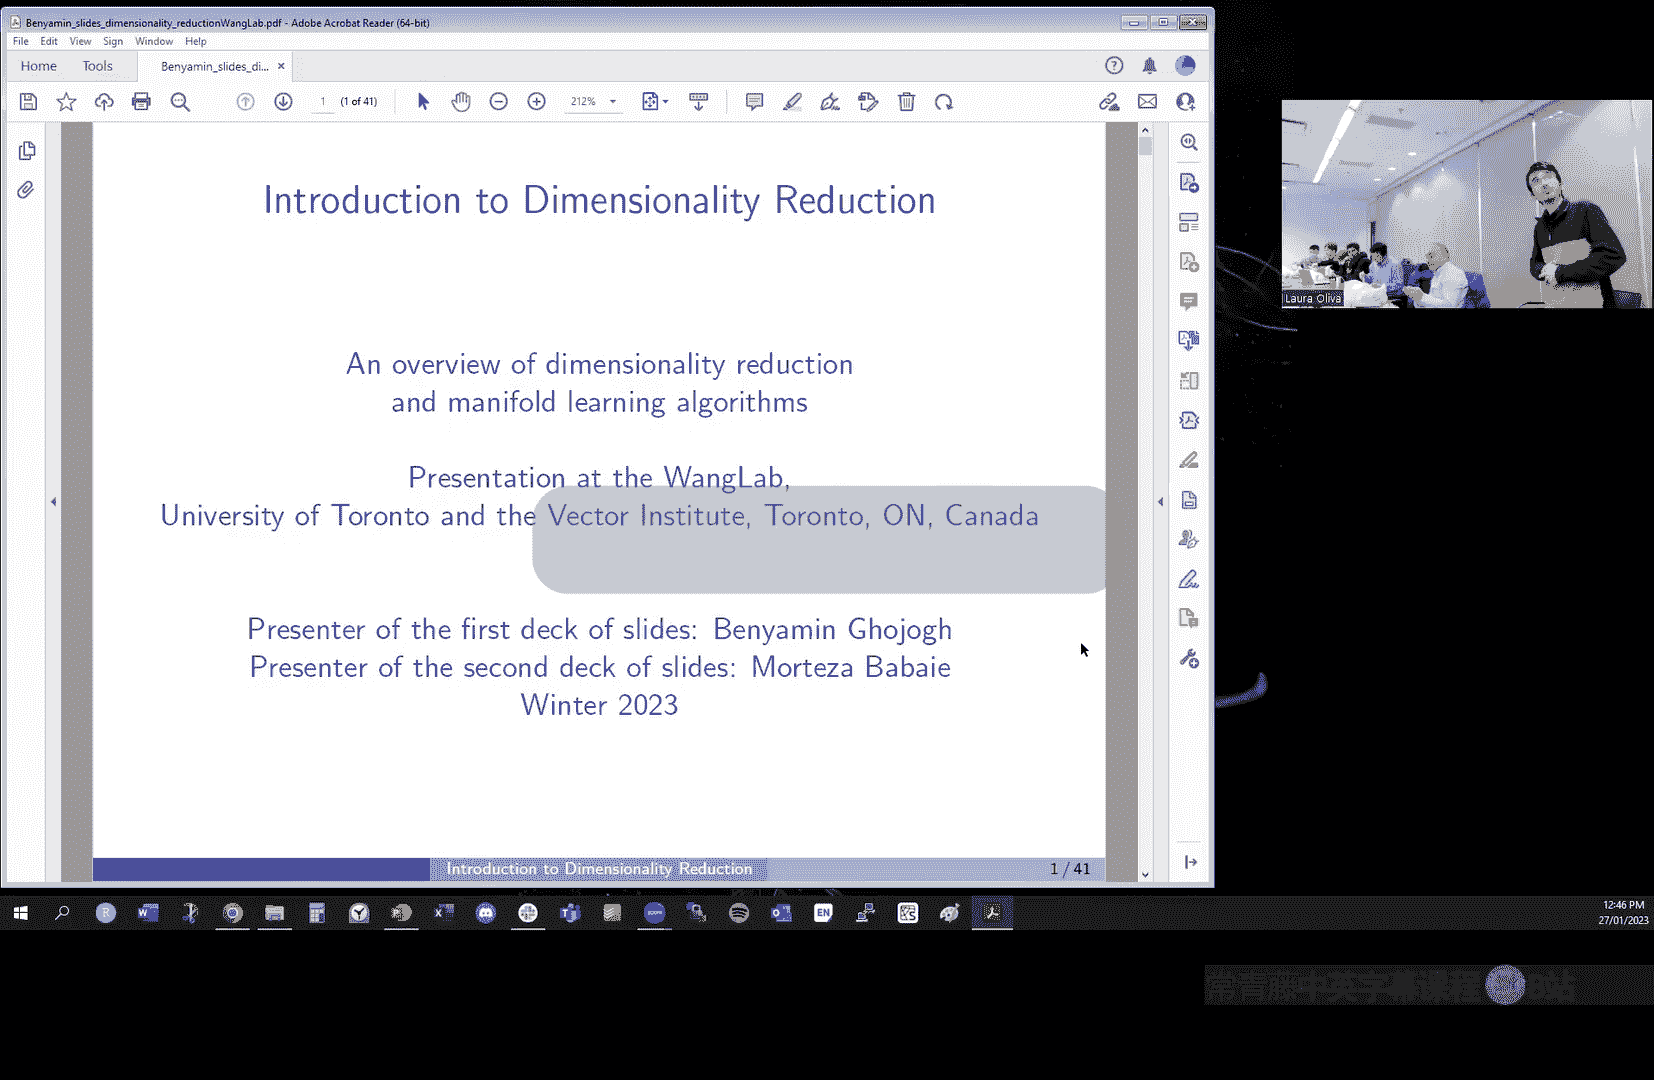 Benyamin_slides_dimensionality_reductionWangLab.pdf - Adobe Acrobat Reader (64-bit)
File Edit View Sign Window Help
Home Tools Benyamin_slides_di...
1 (1 of 41) 212%
Introduction to Dimensionality Reduction
An overview of dimensionality reduction
and manifold learning algorithms
Presentation at the WangLab,
University of Toronto and the Vector Institute, Toronto, ON, Canada
Presenter of the first deck of slides: Benyamin Ghojogh
Presenter of the second deck of slides: Morteza Babaie
Winter 2023
Introduction to Dimensionality Reduction 1 / 41
Laura Oliva
EN
12:46 PM
27/01/2023